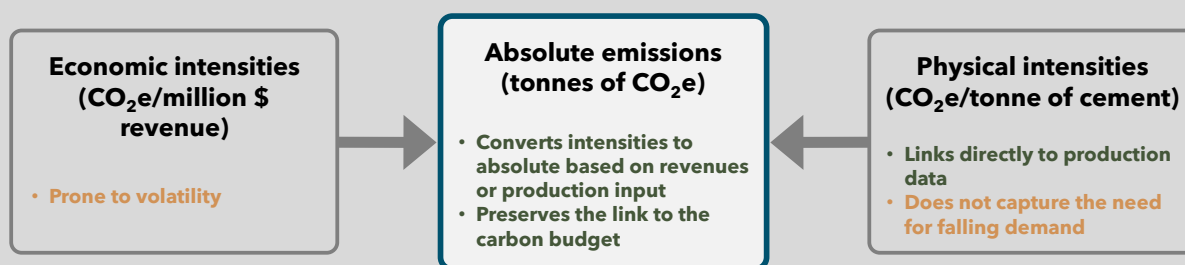 Economic intensities
(CO₂e/million $
revenue)
• Prone to volatility
Absolute emissions
(tonnes of CO₂e)
• Converts intensities to
absolute based on revenues
or production input
• Preserves the link to the
carbon budget
Physical intensities
(CO₂e/tonne of cement)
• Links directly to production
data
• Does not capture the need
for falling demand